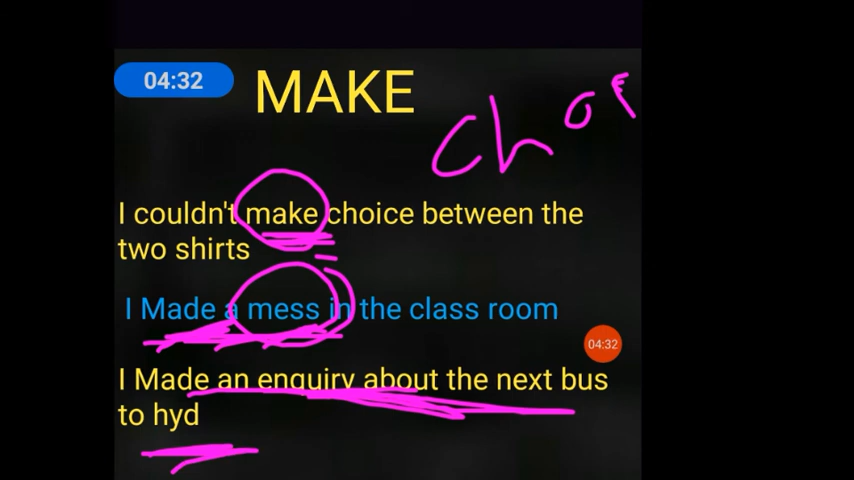 04:32
MAKE
I couldn't make choice between the
two shirts
I Made a mess in the class room
04:32
I Made an enquiry about the next bus
to hyd